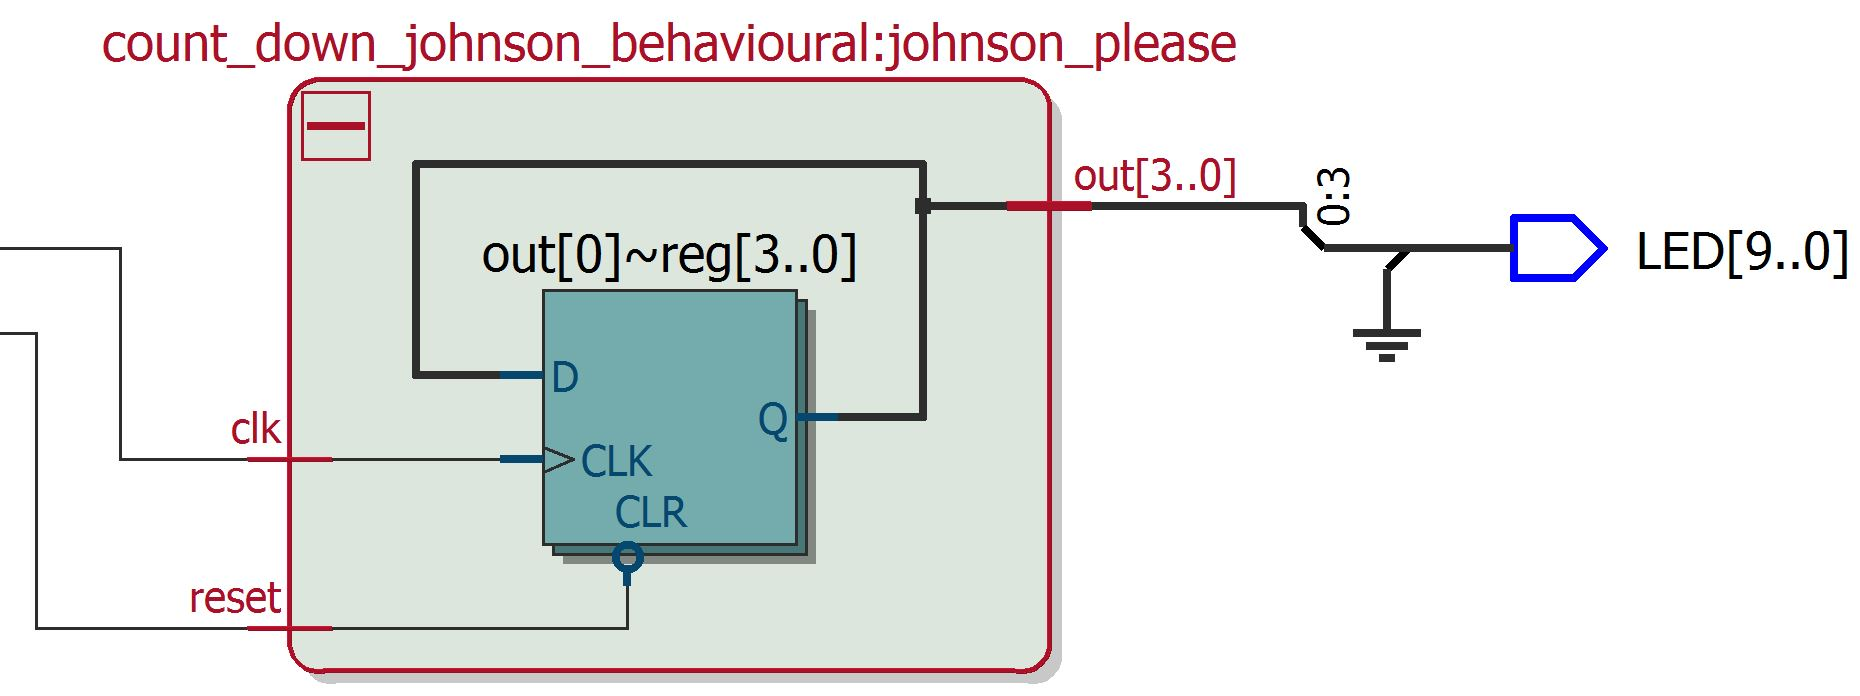 count_down_johnson_behavioural:johnson_please
out[3..0]
0:3
out[0]~reg[3..0]
LED[9..0]
D
Q
clk
CLK
CLR
reset